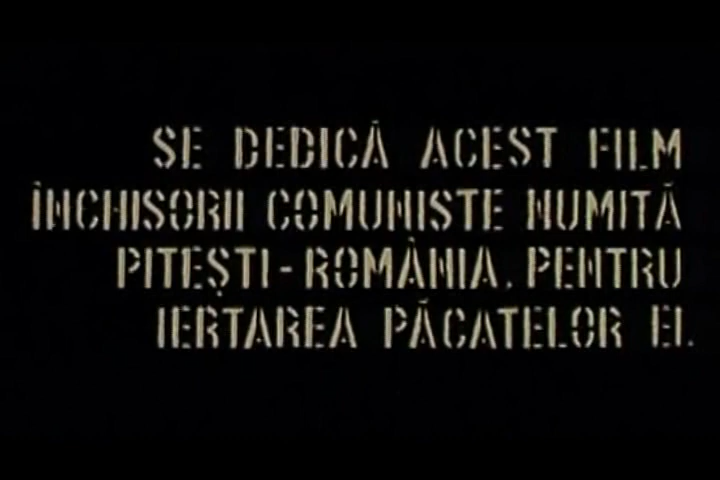 SE DEDICĂ ACEST FILM
ÎNCHISORII COMUNISTE NUMITĂ
PITEȘTI-ROMÂNIA, PENTRU
IERTAREA PĂCATELOR EI.